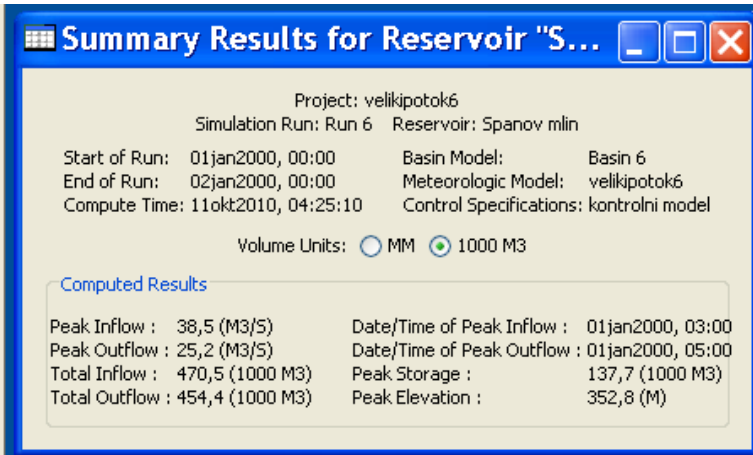 Summary Results for Reservoir "S...
Project: velikipotok6
Simulation Run: Run 6 Reservoir: Spanov mlin
Start of Run: 01jan2000, 00:00 Basin Model: Basin 6
End of Run: 02jan2000, 00:00 Meteorologic Model: velikipotok6
Compute Time: 11okt2010, 04:25:10 Control Specifications: kontrolni model
Volume Units: MM 1000 M3
Computed Results
Peak Inflow : 38,5 (M3/S) Date/Time of Peak Inflow : 01jan2000, 03:00
Peak Outflow : 25,2 (M3/S) Date/Time of Peak Outflow : 01jan2000, 05:00
Total Inflow : 470,5 (1000 M3) Peak Storage : 137,7 (1000 M3)
Total Outflow : 454,4 (1000 M3) Peak Elevation : 352,8 (M)